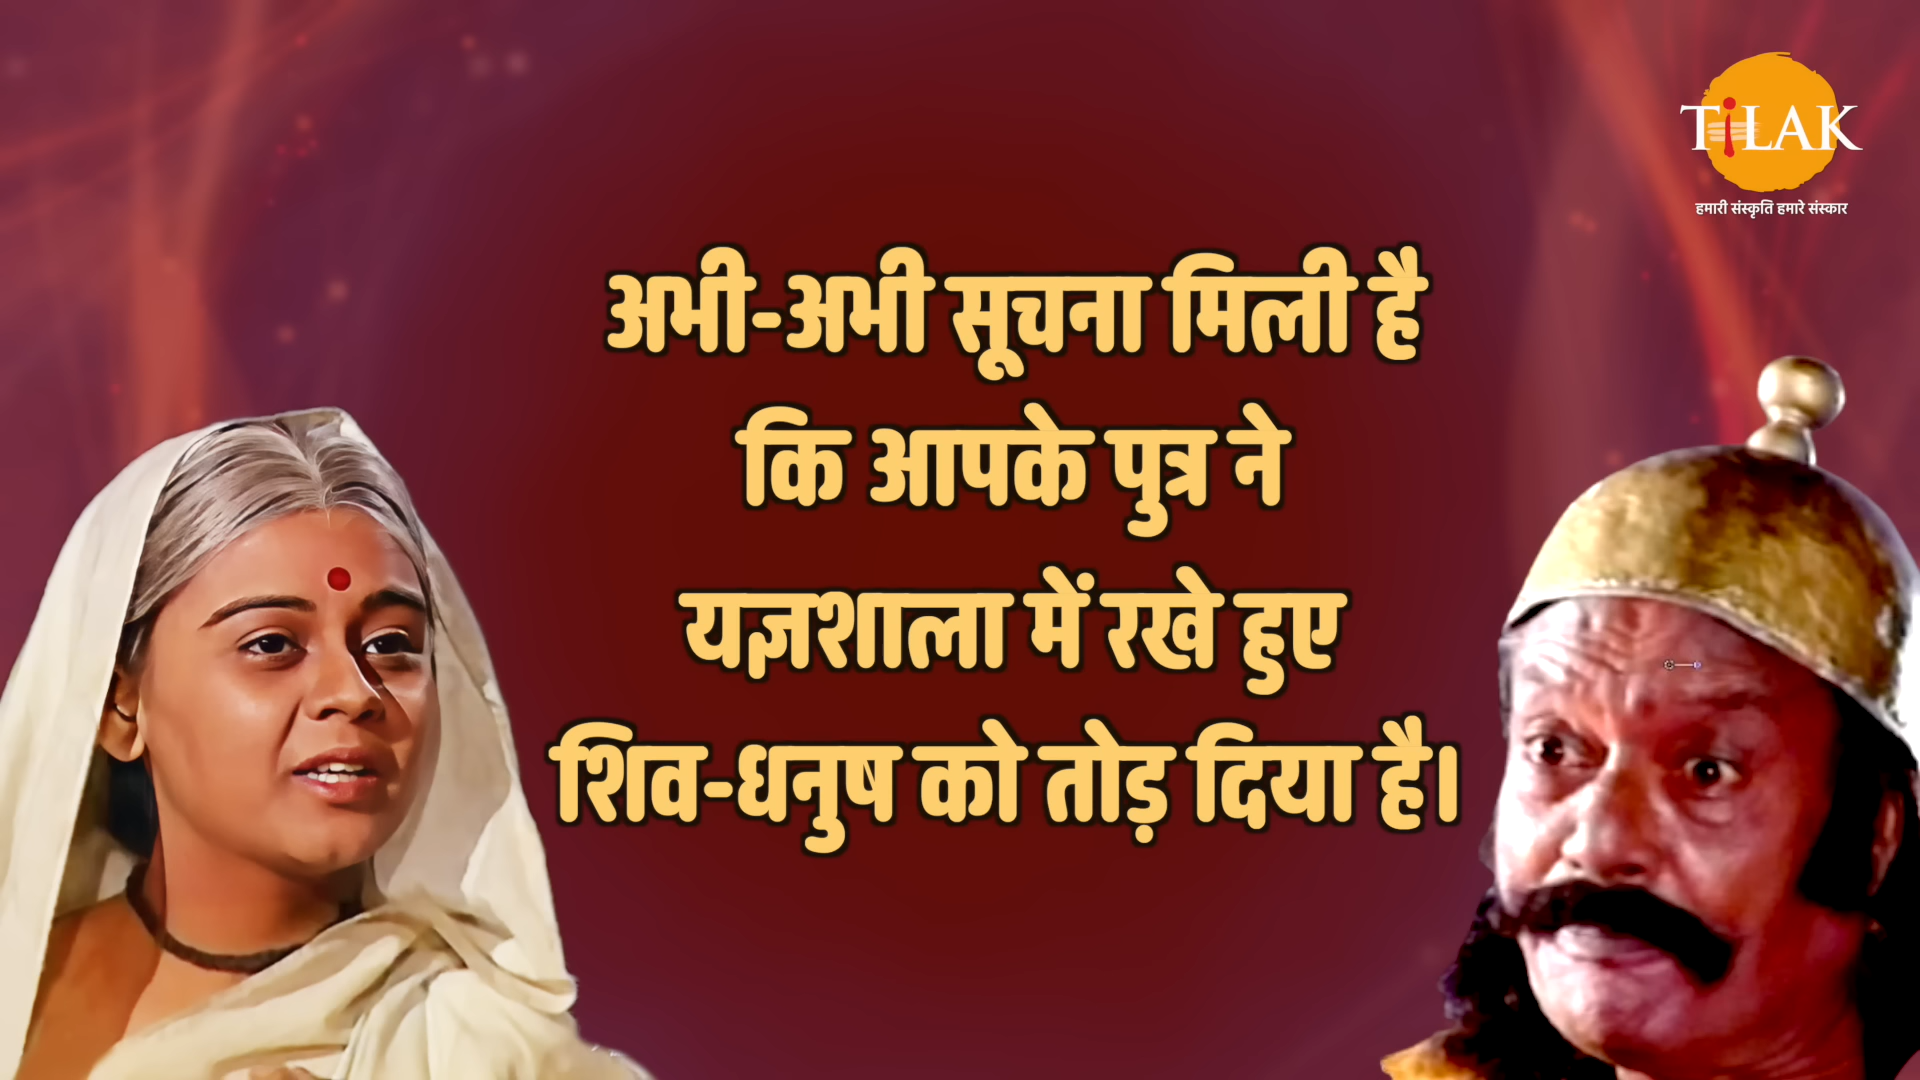 TiLAK
हमारी संस्कृति हमारे संस्कार
अभी-अभी सूचना मिली है
कि आपके पुत्र ने
यज्ञशाला में रखे हुए
शिव-धनुष को तोड़ दिया है।